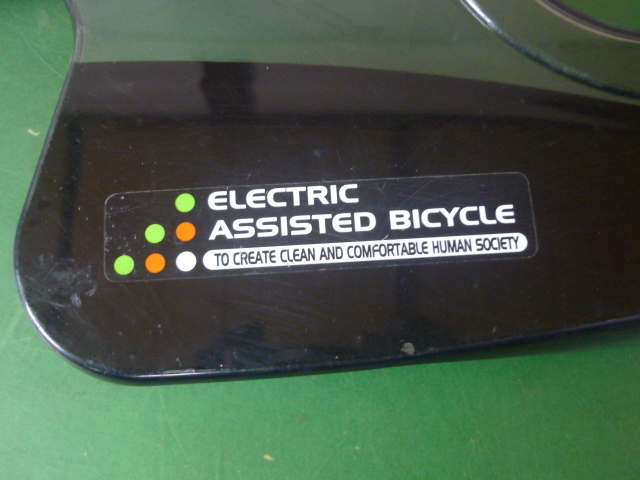 ELECTRIC
ASSISTED BICYCLE
TO CREATE CLEAN AND COMFORTABLE HUMAN SOCIETY